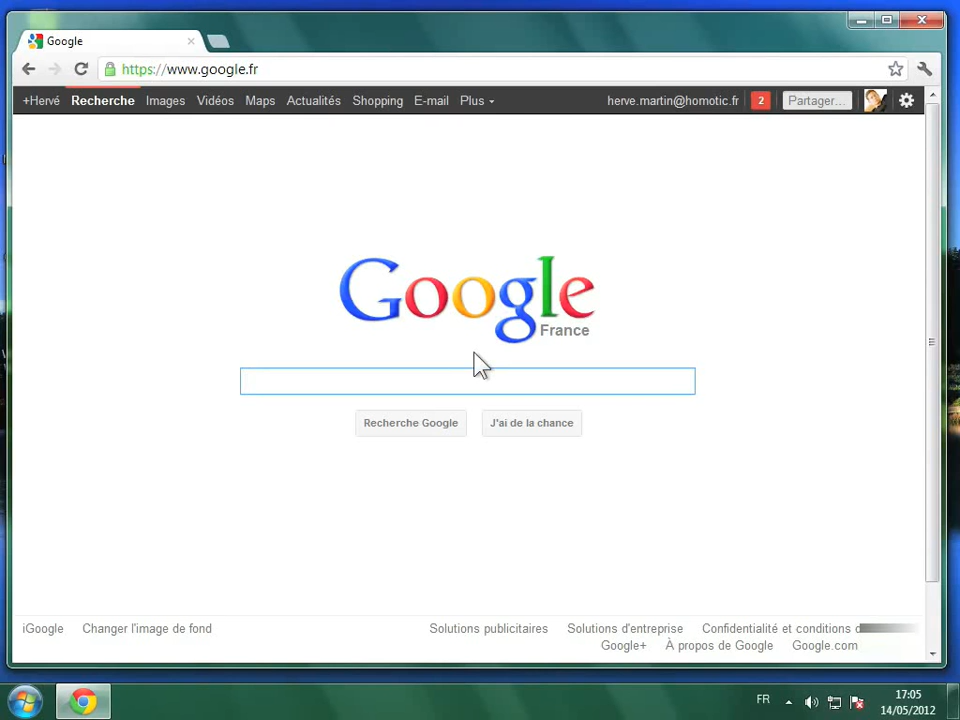 Google
https://www.google.fr
+Hervé Recherche Images Vidéos Maps Actualités Shopping E-mail Plus herve.martin@homotic.fr 2 Partager...
Google
France
Recherche Google J'ai de la chance
iGoogle Changer l'image de fond Solutions publicitaires Solutions d'entreprise Confidentialité et conditions
Google+ À propos de Google Google.com
FR 17:05
14/05/2012